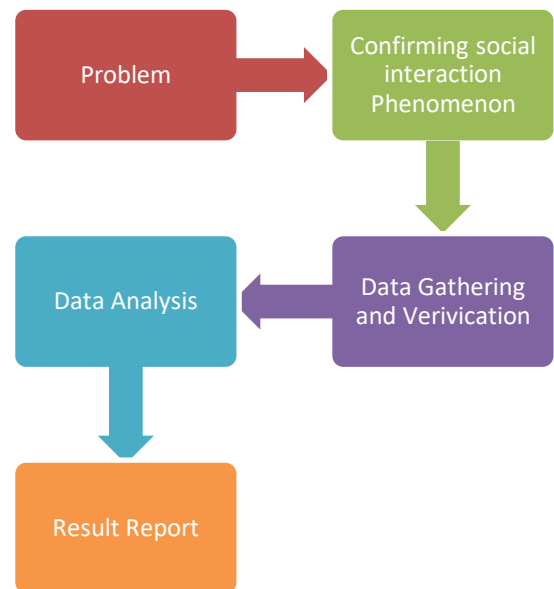 Problem
Confirming social
interaction
Phenomenon
Data Gathering
and Verivication
Data Analysis
Result Report